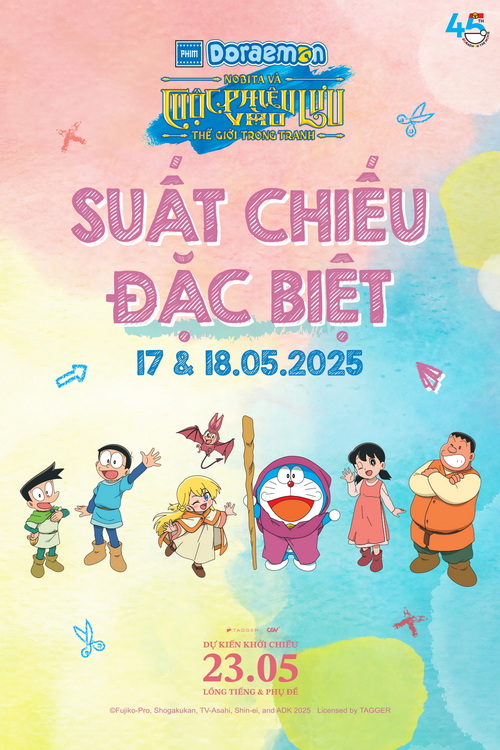 45
PHIM Doraemon
NOBITA VÀ
CUỘC PHIÊU LƯU
VÀO
THẾ GIỚI TRONG TRANH
SUẤT CHIẾU
ĐẶC BIỆT
17 & 18.05.2025
TAGGER
DỰ KIẾN KHỞI CHIẾU
23.05
LỒNG TIẾNG & PHỤ ĐỀ
©Fujiko-Pro, Shogakukan, TV-Asahi, Shin-ei, and ADK 2025 Licensed by TAGGER